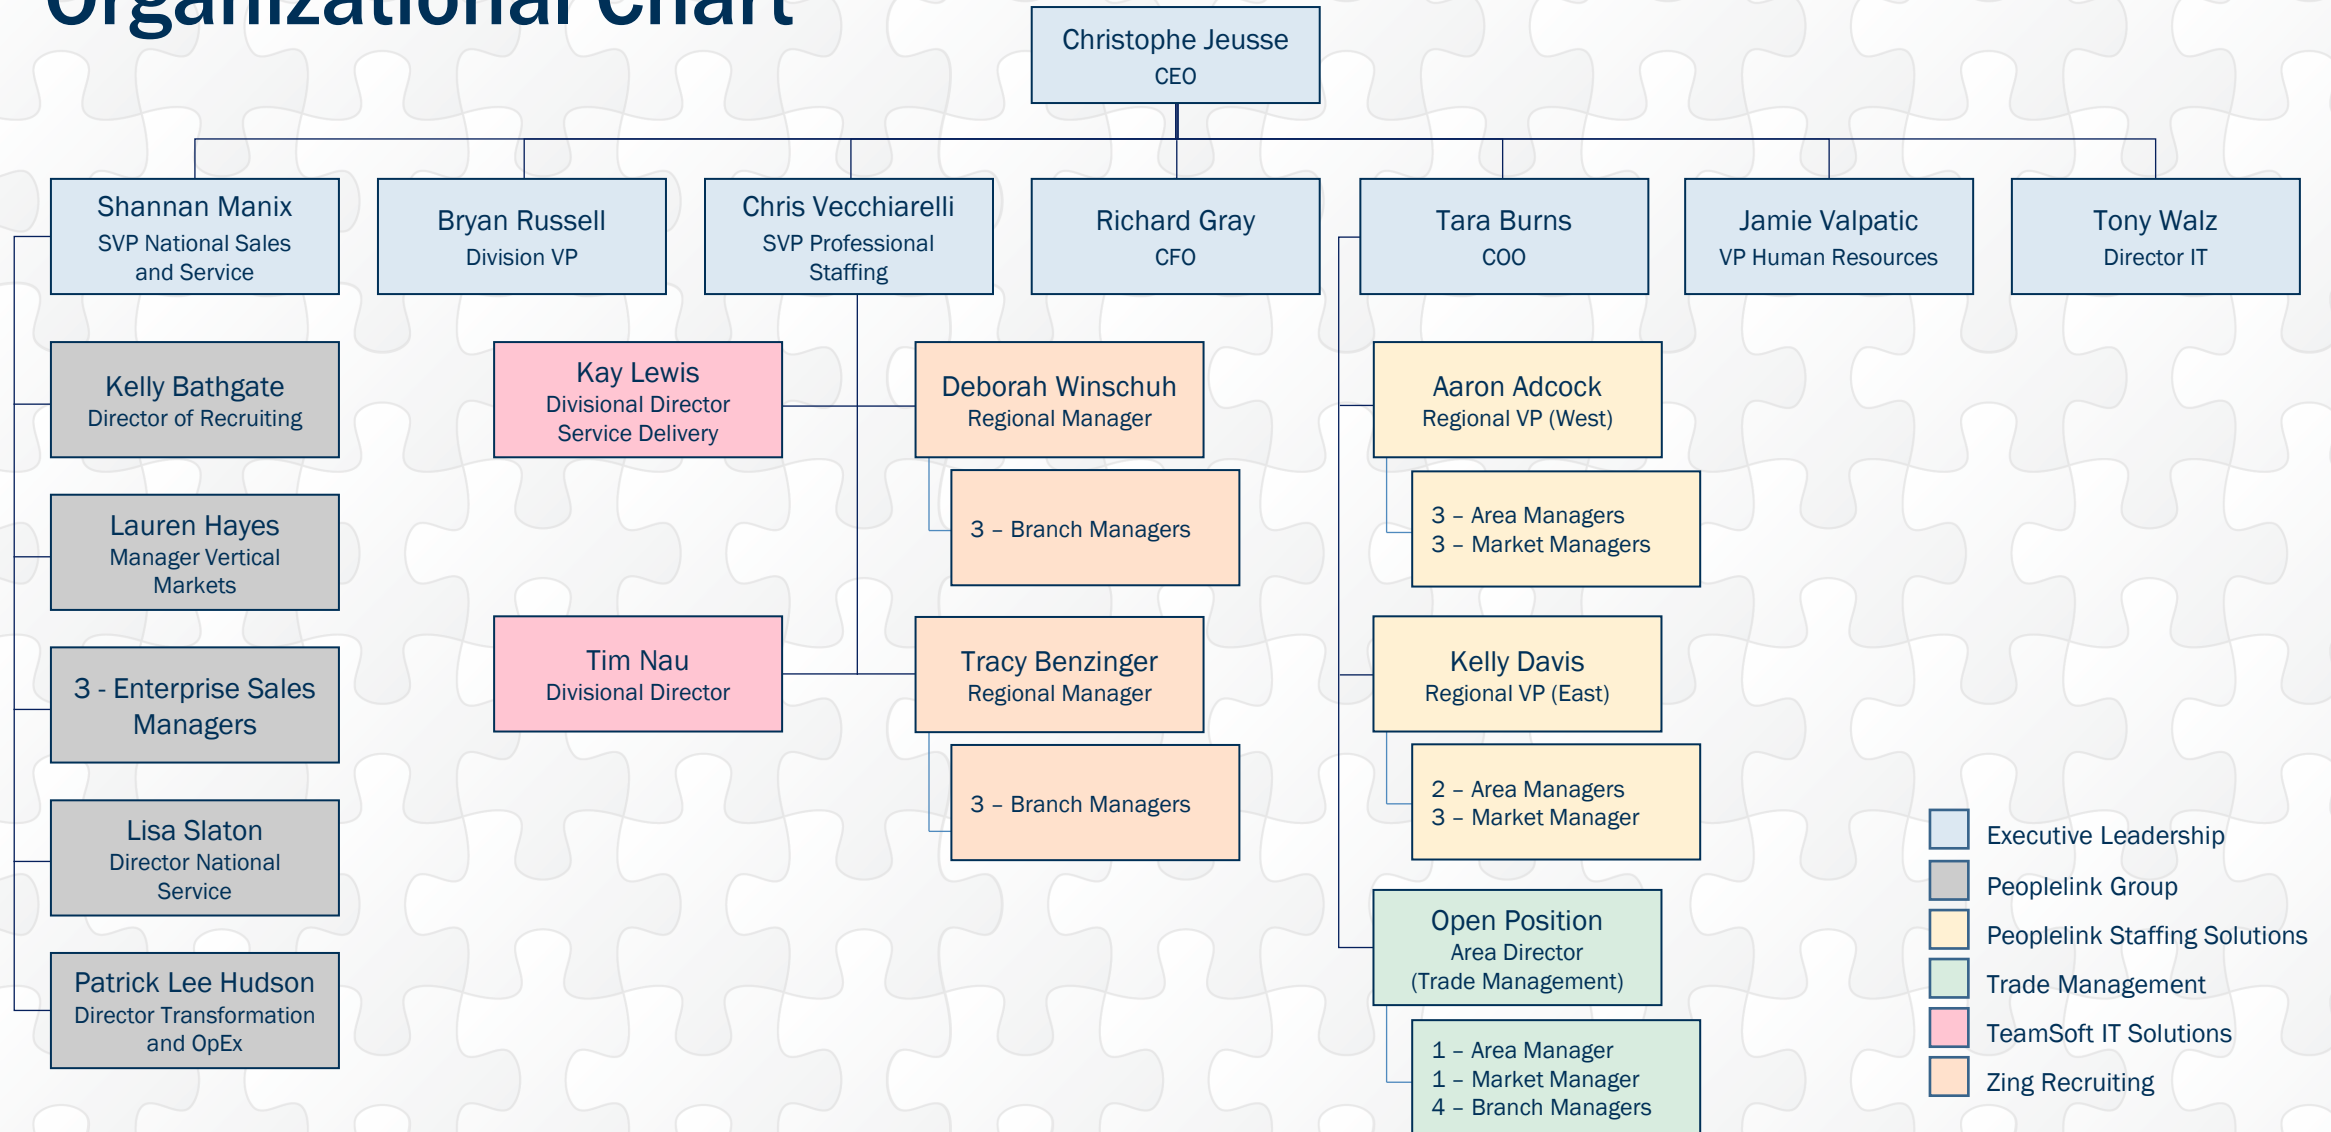 Organizational Chart
Christophe Jeusse
CEO
Shannan Manix
SVP National Sales
and Service
Bryan Russell
Division VP
Chris Vecchiarelli
SVP Professional
Staffing
Richard Gray
CFO
Tara Burns
COO
Jamie Valpatic
VP Human Resources
Tony Walz
Director IT
Kelly Bathgate
Director of Recruiting
Lauren Hayes
Manager Vertical
Markets
3 - Enterprise Sales
Managers
Lisa Slaton
Director National
Service
Patrick Lee Hudson
Director Transformation
and OpEx
Kay Lewis
Divisional Director
Service Delivery
Tim Nau
Divisional Director
Deborah Winschuh
Regional Manager
3 – Branch Managers
Tracy Benzinger
Regional Manager
3 – Branch Managers
Aaron Adcock
Regional VP (West)
3 – Area Managers
3 – Market Managers
Kelly Davis
Regional VP (East)
2 – Area Managers
3 – Market Manager
Open Position
Area Director
(Trade Management)
1 – Area Manager
1 – Market Manager
4 – Branch Managers
Executive Leadership
Peoplelink Group
Peoplelink Staffing Solutions
Trade Management
TeamSoft IT Solutions
Zing Recruiting